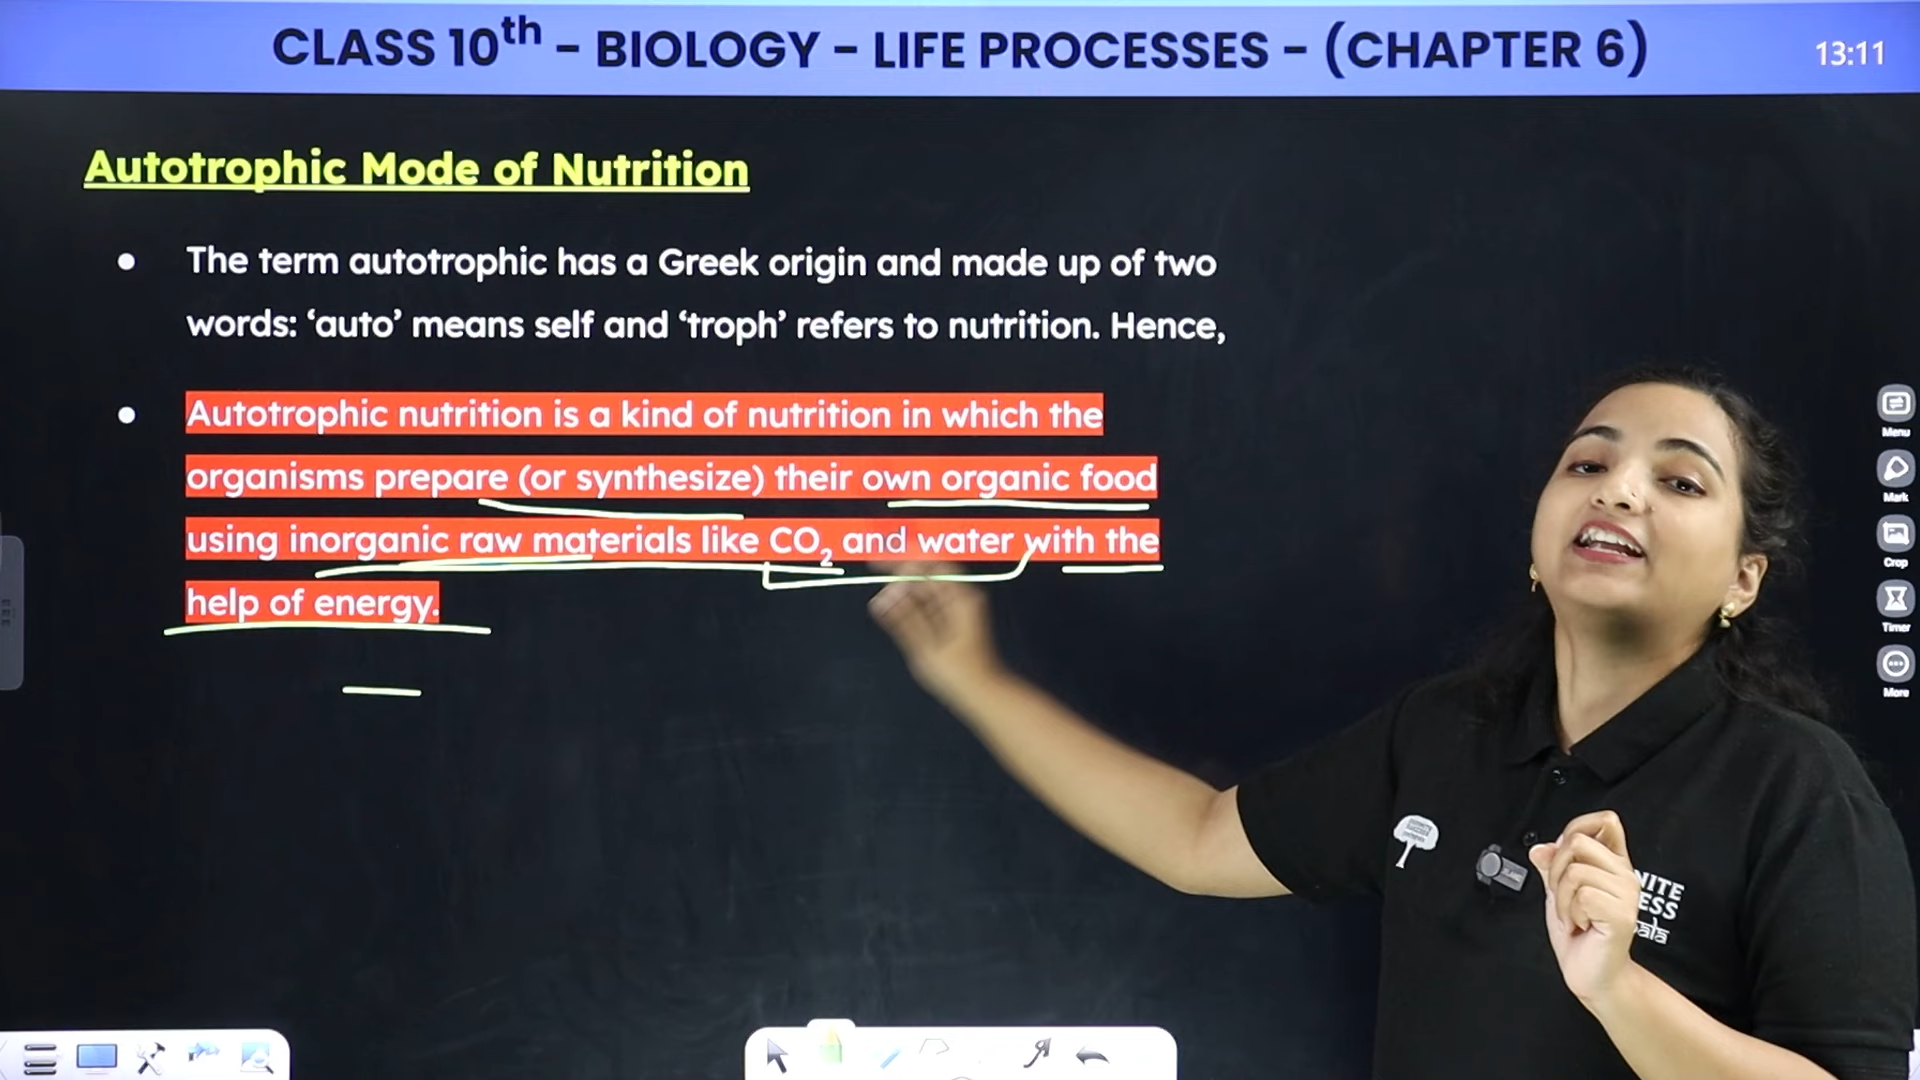 CLASS 10th - BIOLOGY - LIFE PROCESSES - (CHAPTER 6)
13:11
Autotrophic Mode of Nutrition
• The term autotrophic has a Greek origin and made up of two
words: ‘auto’ means self and ‘troph’ refers to nutrition. Hence,
• Autotrophic nutrition is a kind of nutrition in which the
organisms prepare (or synthesize) their own organic food
using inorganic raw materials like CO₂ and water with the
help of energy.
Menu
Mark
Crop
Timer
More
NITE
ESS